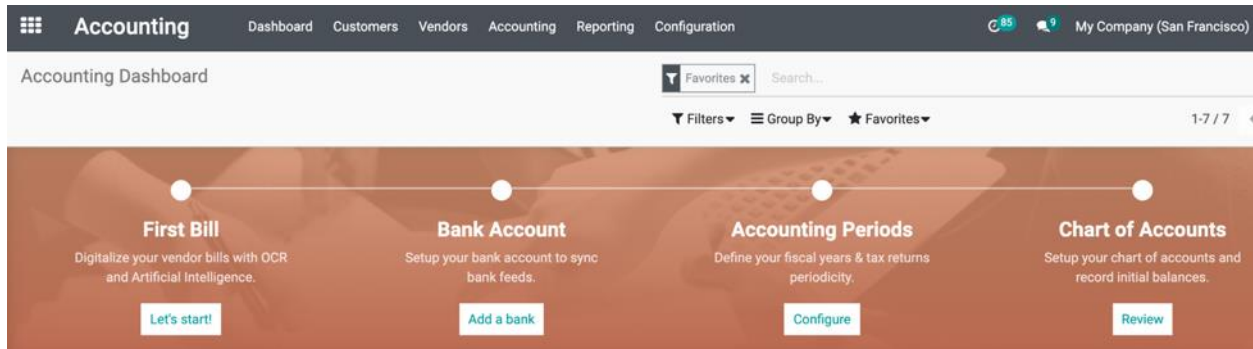 Accounting Dashboard Customers Vendors Accounting Reporting Configuration 85 9 My Company (San Francisco)
Accounting Dashboard
Favorites ✖ Search...
Filters Group By Favorites 1-7 / 7
First Bill
Digitalize your vendor bills with OCR
and Artificial Intelligence.
Let's start!
Bank Account
Setup your bank account to sync
bank feeds.
Add a bank
Accounting Periods
Define your fiscal years & tax returns
periodicity.
Configure
Chart of Accounts
Setup your chart of accounts and
record initial balances.
Review